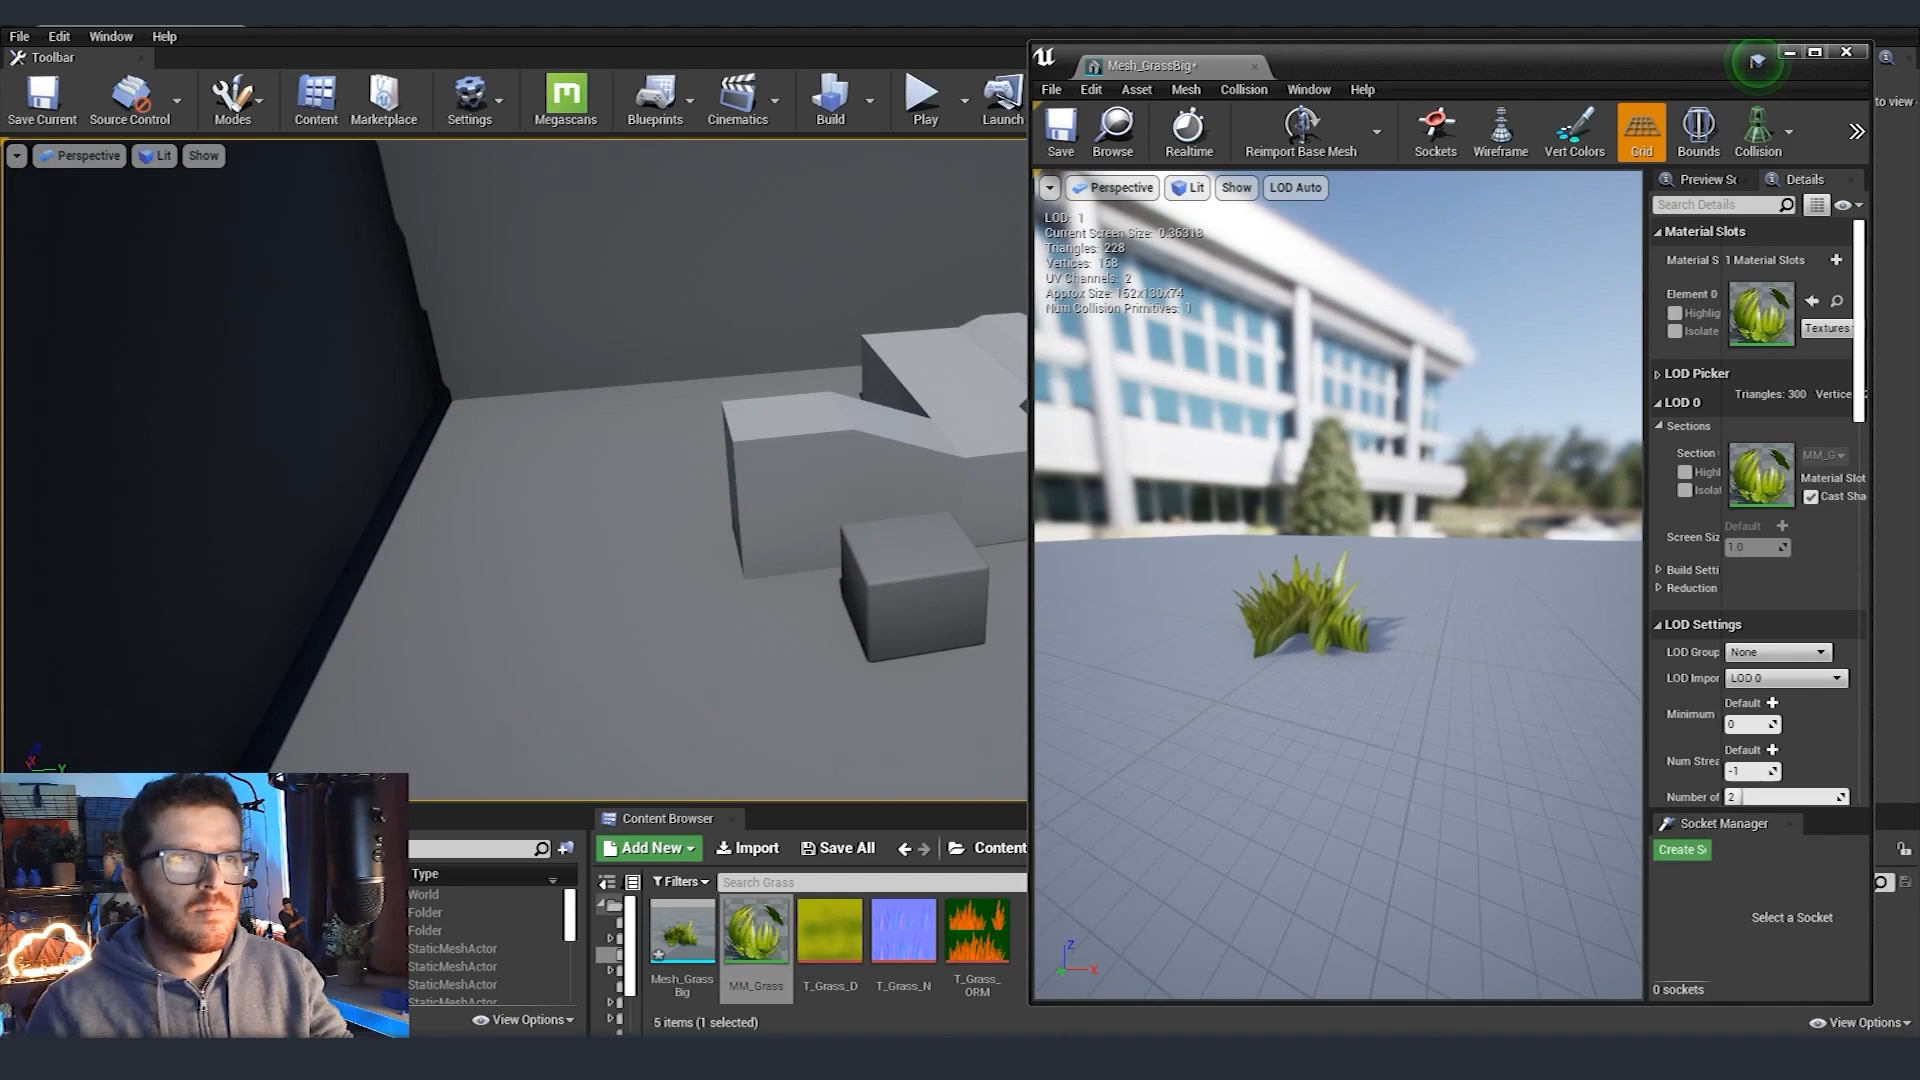 File Edit Window Help
Toolbar
Save Current
Source Control
Modes
Content
Marketplace
Settings
Megascans
Blueprints
Cinematics
Build
Play
Launch
Perspective
Lit
Show
Mesh_GrassBig*
to view
File Edit Asset Mesh Collision Window Help
Save
Browse
Realtime
Reimport Base Mesh
Sockets
Wireframe
Vert Colors
Grid
Bounds
Collision
Perspective
Lit
Show
LOD Auto
LOD: 1
Current Screen Size: 0.36318
Triangles: 228
Vertices: 158
UV Channels: 2
Approx Size: 152x130x74
Num Collision Primitives: 1
Z
X
Preview Sc
Details
Search Details
Material Slots
Material S
1 Material Slots
Element 0
Highlig
Isolate
Textures
LOD Picker
LOD 0
Triangles: 300 Vertice
Sections
Section
Highl
Isolat
MM_G
Material Slot
Cast Sha
Default
Screen Siz
1.0
Build Setti
Reduction
LOD Settings
LOD Group
None
LOD Impor
LOD 0
Default
Minimum
0
Default
Num Strea
-1
Number of
2
Socket Manager
Create S
Select a Socket
0 sockets
View Options
Y
Type
World
Folder
Folder
StaticMeshActor
StaticMeshActor
StaticMeshActor
StaticMeshActor
View Options
Content Browser
Add New
Import
Save All
Content
Filters
Search Grass
Mesh_Grass
Big
MM_Grass
T_Grass_D
T_Grass_N
T_Grass_
ORM
5 items (1 selected)